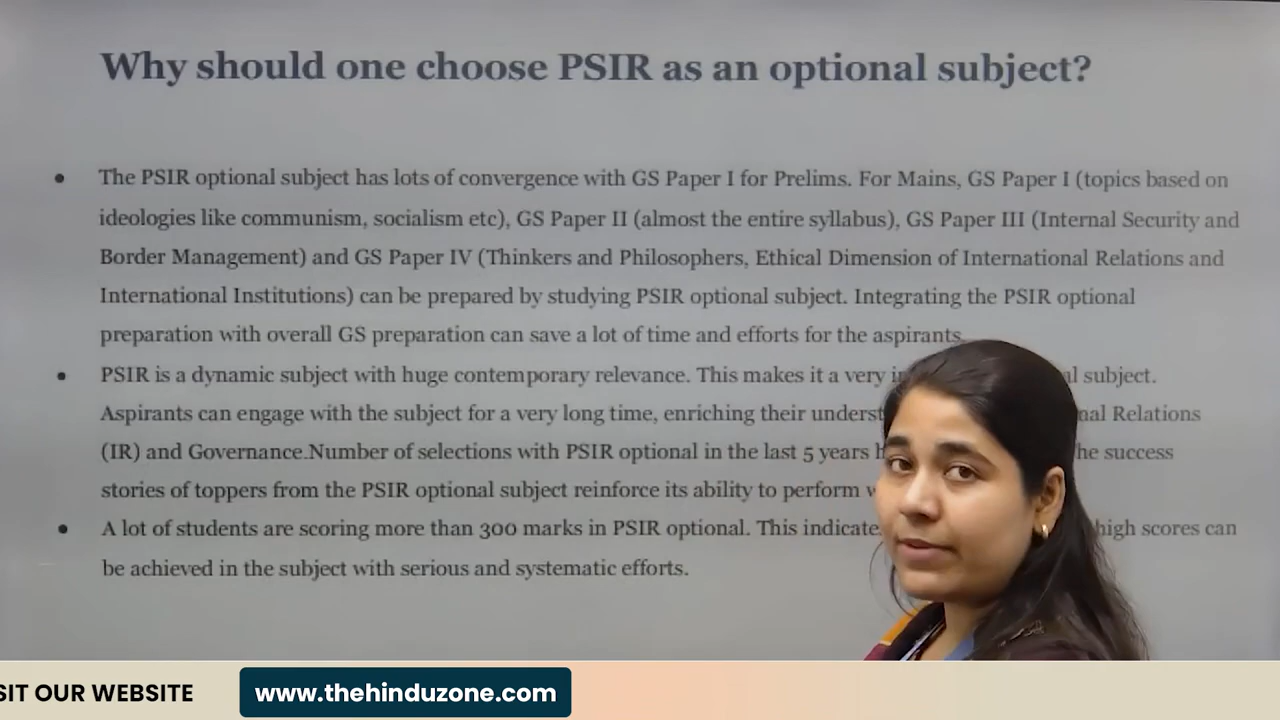 Why should one choose PSIR as an optional subject?
• The PSIR optional subject has lots of convergence with GS Paper I for Prelims. For Mains, GS Paper I (topics based on
ideologies like communism, socialism etc), GS Paper II (almost the entire syllabus), GS Paper III (Internal Security and
Border Management) and GS Paper IV (Thinkers and Philosophers, Ethical Dimension of International Relations and
International Institutions) can be prepared by studying PSIR optional subject. Integrating the PSIR optional
preparation with overall GS preparation can save a lot of time and efforts for the aspirants.
• PSIR is a dynamic subject with huge contemporary relevance. This makes it a very subject.
Aspirants can engage with the subject for a very long time, enriching their Relations
(IR) and Governance.Number of selections with PSIR optional in the last 5 years success
stories of toppers from the PSIR optional subject reinforce its ability to perform
• A lot of students are scoring more than 300 marks in PSIR optional. This high scores can
be achieved in the subject with serious and systematic efforts.
SIT OUR WEBSITE www.thehinduzone.com